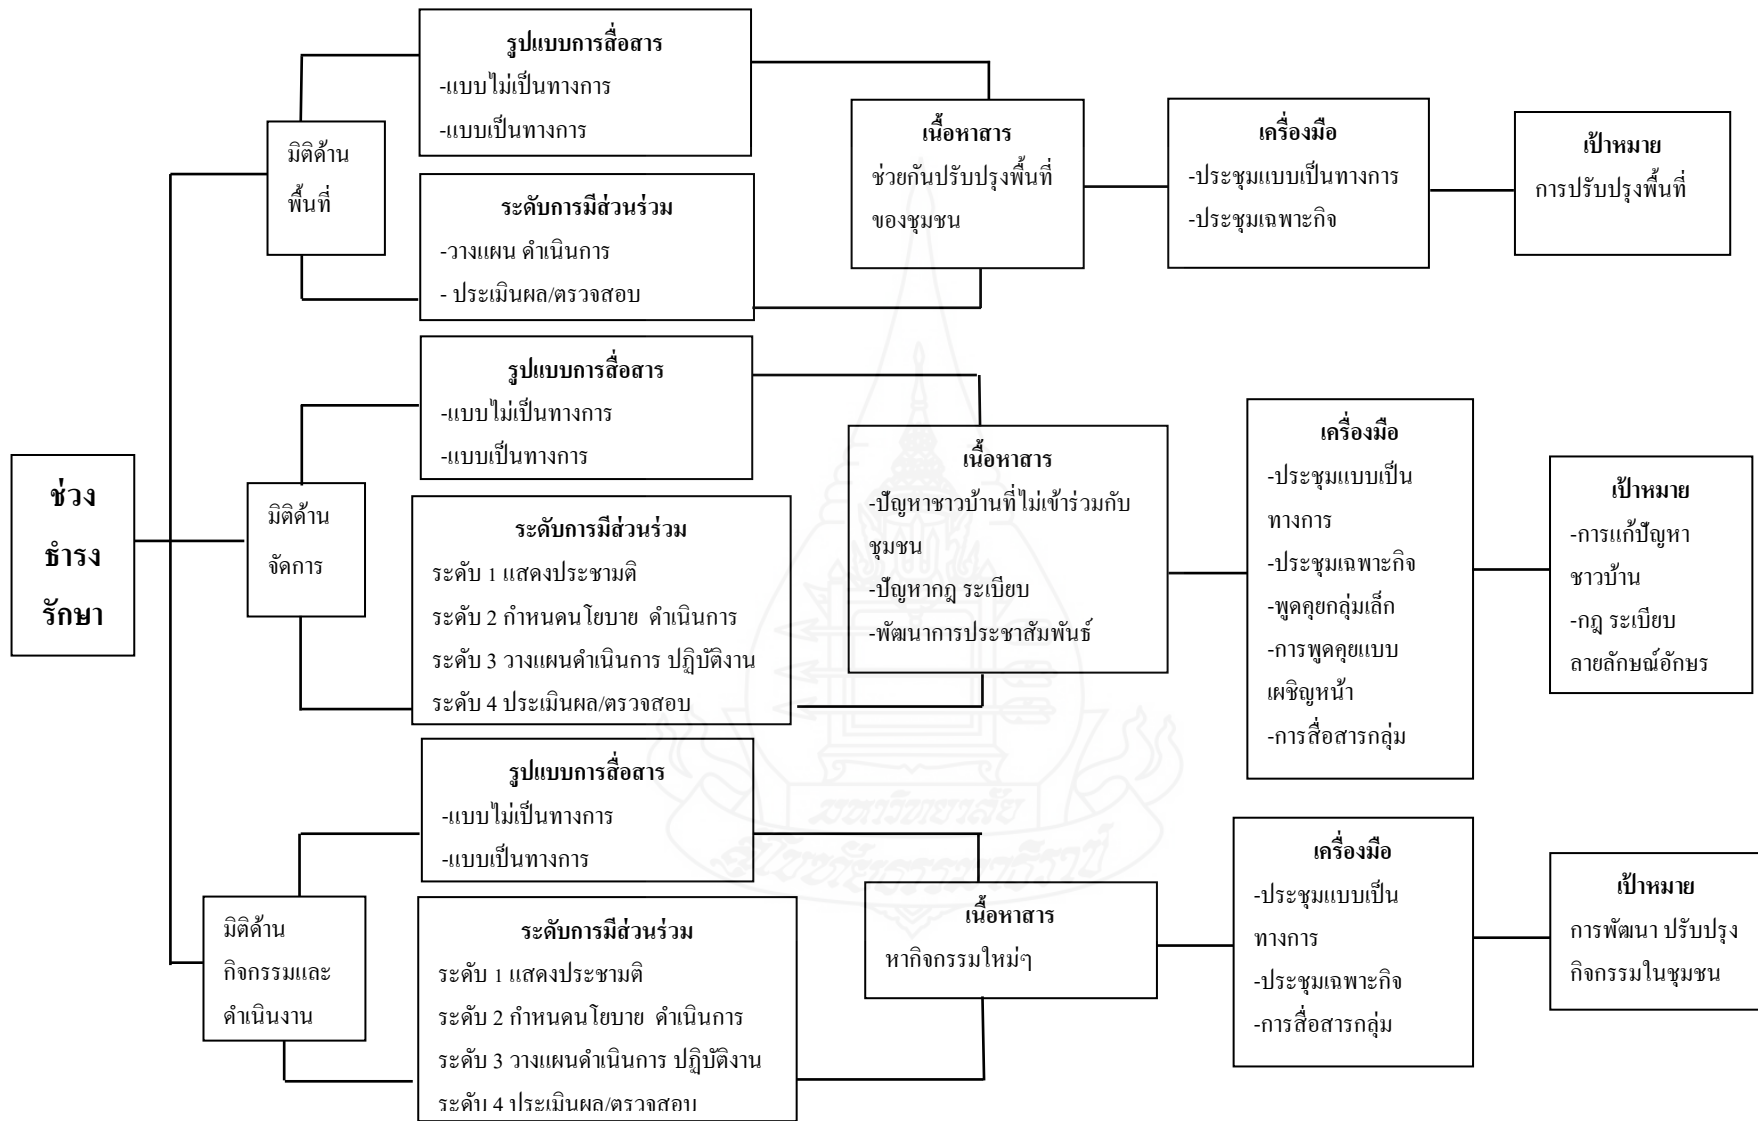 ช่วง
ธำรง
รักษา
มิติด้าน
พื้นที่
รูปแบบการสื่อสาร
-แบบไม่เป็นทางการ
-แบบเป็นทางการ
ระดับการมีส่วนร่วม
-วางแผน ดำเนินการ
- ประเมินผล/ตรวจสอบ
เนื้อหาสาร
ช่วยกันปรับปรุงพื้นที่
ของชุมชน
เครื่องมือ
-ประชุมแบบเป็นทางการ
-ประชุมเฉพาะกิจ
เป้าหมาย
การปรับปรุงพื้นที่
มิติด้าน
จัดการ
รูปแบบการสื่อสาร
-แบบไม่เป็นทางการ
-แบบเป็นทางการ
ระดับการมีส่วนร่วม
ระดับ 1 แสดงประชามติ
ระดับ 2 กำหนดนโยบาย ดำเนินการ
ระดับ 3 วางแผนดำเนินการ ปฏิบัติงาน
ระดับ 4 ประเมินผล/ตรวจสอบ
เนื้อหาสาร
-ปัญหาชาวบ้านที่ไม่เข้าร่วมกับ
ชุมชน
-ปัญหากฎ ระเบียบ
-พัฒนาการประชาสัมพันธ์
เครื่องมือ
-ประชุมแบบเป็น
ทางการ
-ประชุมเฉพาะกิจ
-พูดคุยกลุ่มเล็ก
-การพูดคุยแบบ
เผชิญหน้า
-การสื่อสารกลุ่ม
เป้าหมาย
-การแก้ปัญหา
ชาวบ้าน
-กฎ ระเบียบ
ลายลักษณ์อักษร
มิติด้าน
กิจกรรมและ
ดำเนินงาน
รูปแบบการสื่อสาร
-แบบไม่เป็นทางการ
-แบบเป็นทางการ
ระดับการมีส่วนร่วม
ระดับ 1 แสดงประชามติ
ระดับ 2 กำหนดนโยบาย ดำเนินการ
ระดับ 3 วางแผนดำเนินการ ปฏิบัติงาน
ระดับ 4 ประเมินผล/ตรวจสอบ
เนื้อหาสาร
หากิจกรรมใหม่ๆ
เครื่องมือ
-ประชุมแบบเป็น
ทางการ
-ประชุมเฉพาะกิจ
-การสื่อสารกลุ่ม
เป้าหมาย
การพัฒนา ปรับปรุง
กิจกรรมในชุมชน
มหาวิทยาลัย
สุโขทัยธรรมาธิราช